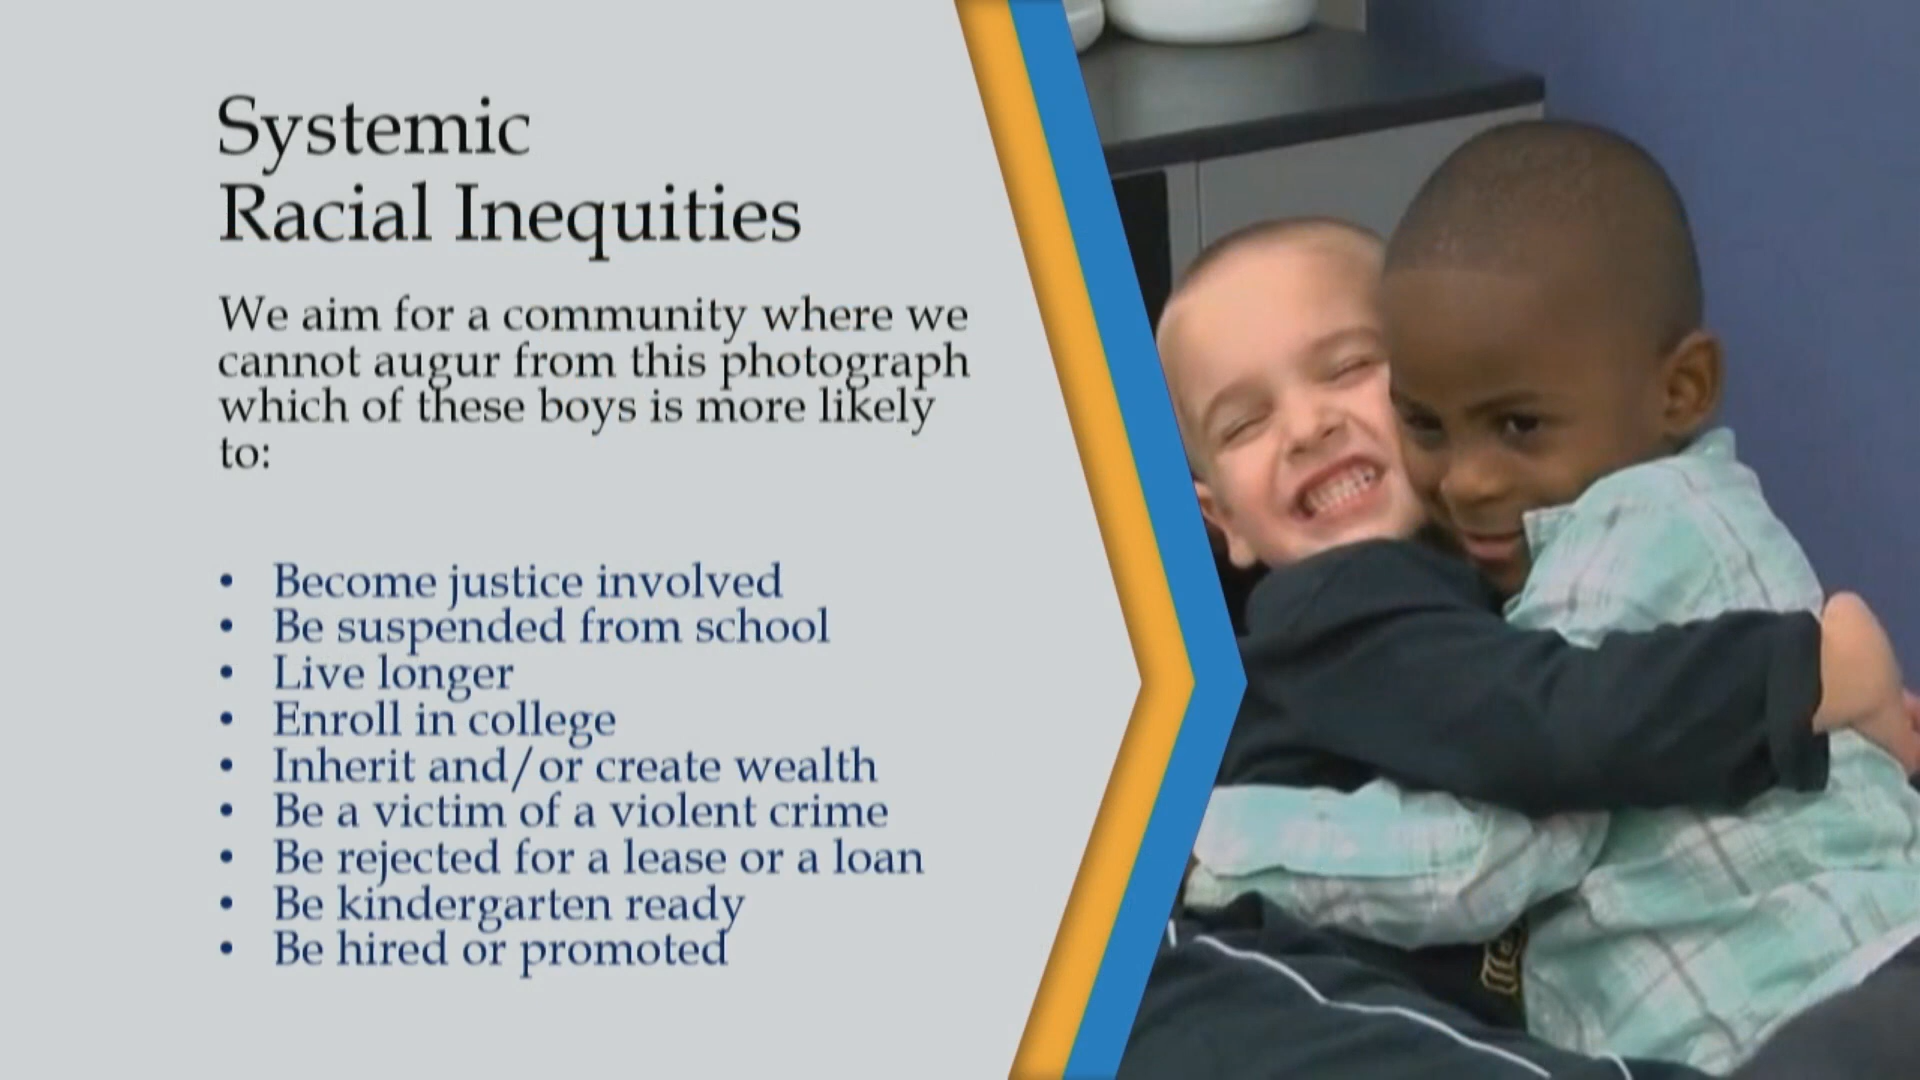 Systemic
Racial Inequities
We aim for a community where we
cannot augur from this photograph
which of these boys is more likely
to:
• Become justice involved
• Be suspended from school
• Live longer
• Enroll in college
• Inherit and/or create wealth
• Be a victim of a violent crime
• Be rejected for a lease or a loan
• Be kindergarten ready
• Be hired or promoted